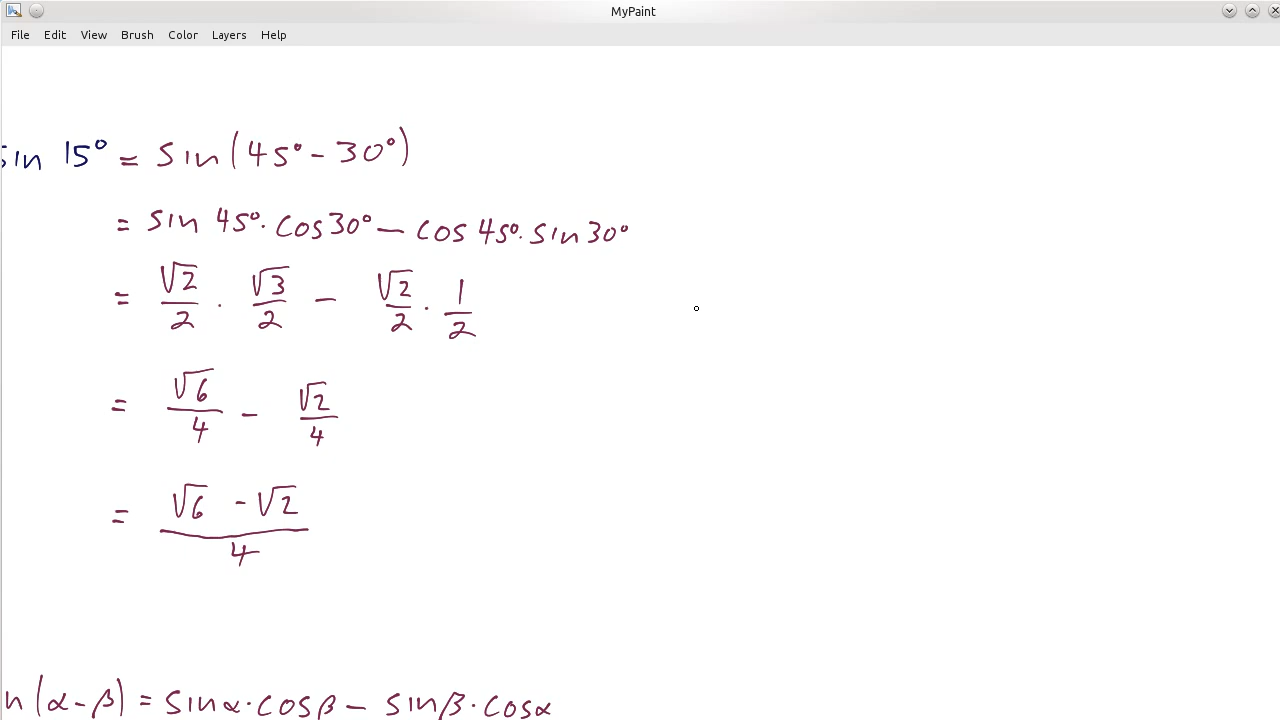 MyPaint
File Edit View Brush Color Layers Help
sin 15° = sin(45° - 30°)
= sin 45° · cos 30° - cos 45° · sin 30°
= √2/2 · √3/2 - √2/2 · 1/2
= √6/4 - √2/4
= (√6 - √2)/4
n(α - β) = sinα · cosβ - sinβ · cosα